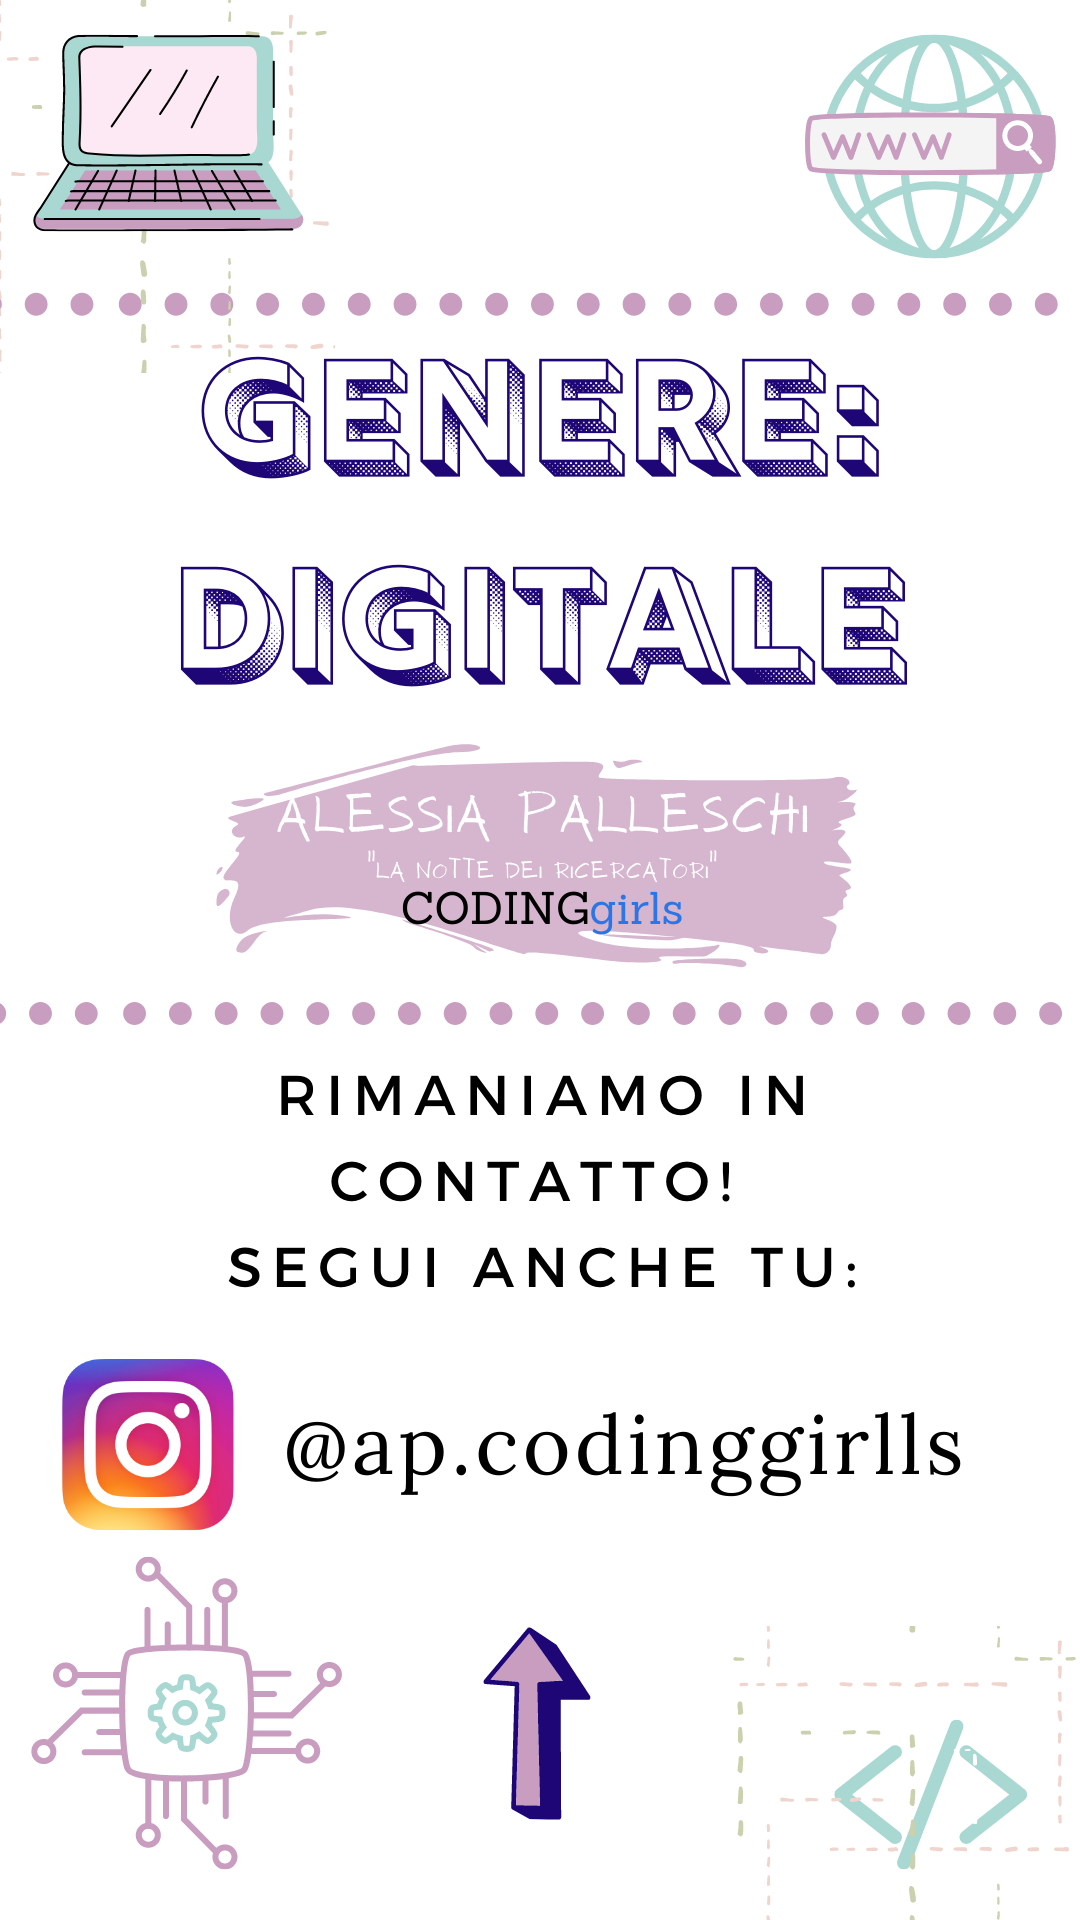 WWW
GENERE:
DIGITALE
ALESSIA PALLESCHI
"LA NOTTE DEI RICERCATORI"
CODINGgirls
RIMANIAMO IN
CONTATTO!
SEGUI ANCHE TU:
@ap.codinggirlls